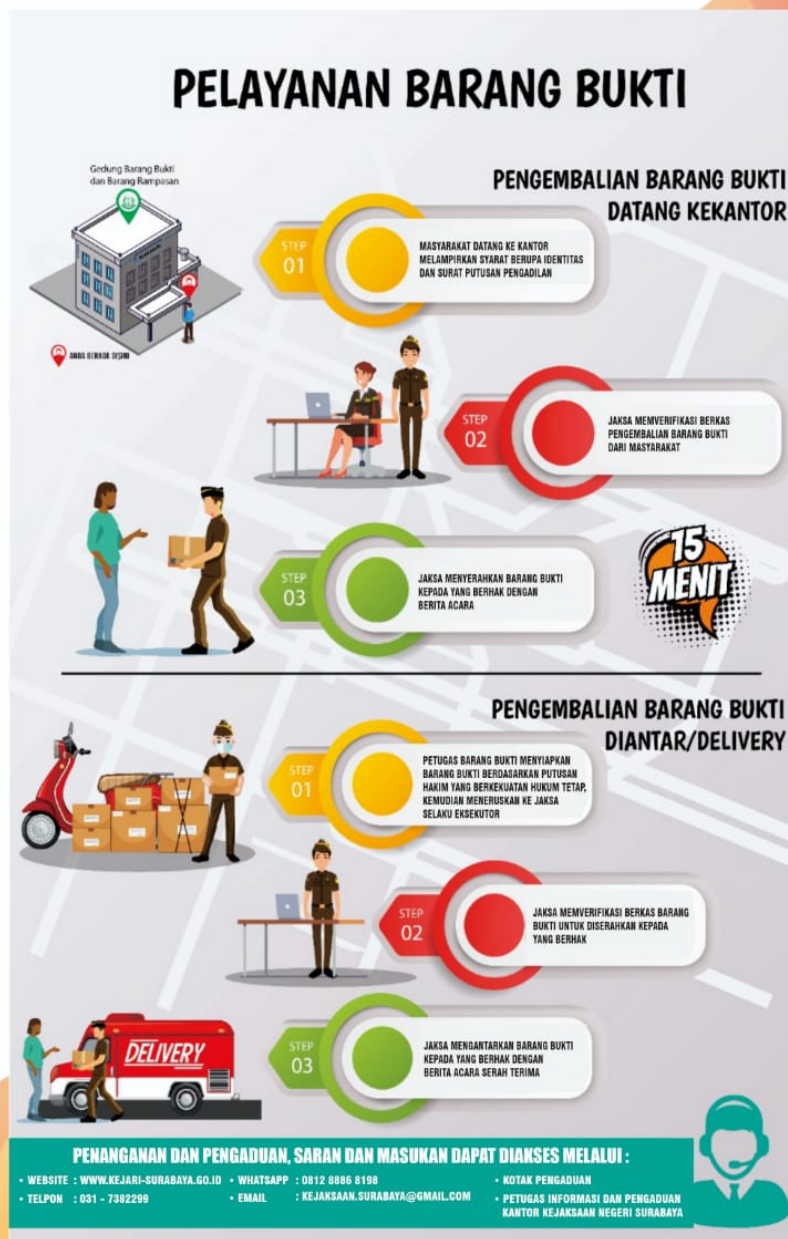 PELAYANAN BARANG BUKTI
Gedung Barang Bukti
dan Barang Rampasan
ANDA BERADA DISINI
PENGEMBALIAN BARANG BUKTI
DATANG KEKANTOR
STEP
01
MASYARAKAT DATANG KE KANTOR
MELAMPIRKAN SYARAT BERUPA IDENTITAS
DAN SURAT PUTUSAN PENGADILAN
STEP
02
JAKSA MEMVERIFIKASI BERKAS
PENGEMBALIAN BARANG BUKTI
DARI MASYARAKAT
STEP
03
JAKSA MENYERAHKAN BARANG BUKTI
KEPADA YANG BERHAK DENGAN
BERITA ACARA
15
MENIT
PENGEMBALIAN BARANG BUKTI
DIANTAR/DELIVERY
STEP
01
PETUGAS BARANG BUKTI MENYIAPKAN
BARANG BUKTI BERDASARKAN PUTUSAN
HAKIM YANG BERKEKUATAN HUKUM TETAP,
KEMUDIAN MENERUSKAN KE JAKSA
SELAKU EKSEKUTOR
STEP
02
JAKSA MEMVERIFIKASI BERKAS BARANG
BUKTI UNTUK DISERAHKAN KEPADA
YANG BERHAK
DELIVERY
STEP
03
JAKSA MENGANTARKAN BARANG BUKTI
KEPADA YANG BERHAK DENGAN
BERITA ACARA SERAH TERIMA
PENANGANAN DAN PENGADUAN, SARAN DAN MASUKAN DAPAT DIAKSES MELALUI :
• WEBSITE : WWW.KEJARI-SURABAYA.GO.ID
• TELPON : 031 - 7382299
• WHATSAPP : 0812 8886 8198
• EMAIL : KEJAKSAAN.SURABAYA@GMAIL.COM
• KOTAK PENGADUAN
• PETUGAS INFORMASI DAN PENGADUAN
KANTOR KEJAKSAAN NEGERI SURABAYA